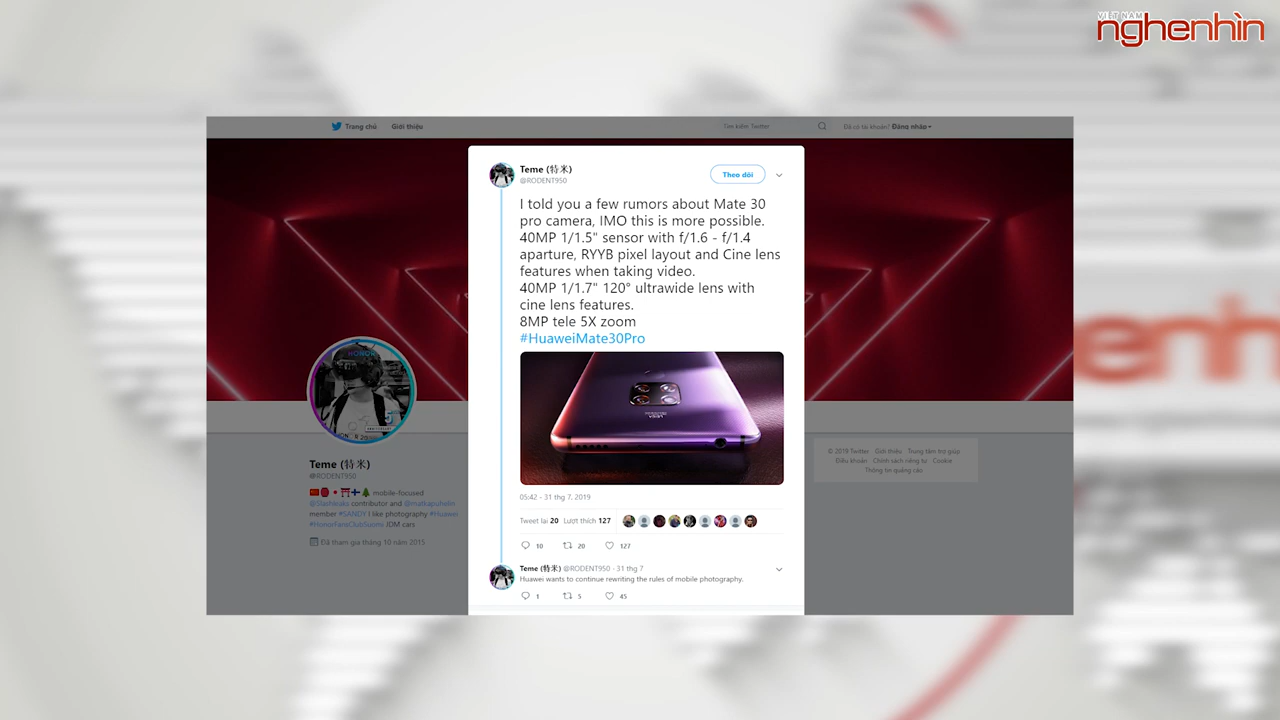 VIET NAM
nghenhìn
Trang chủ Giới thiệu
Tìm kiếm Twitter
Đã có tài khoản? Đăng nhập
Teme (特米)
@RODENT950
Theo dõi
I told you a few rumors about Mate 30
pro camera, IMO this is more possible.
40MP 1/1.5" sensor with f/1.6 - f/1.4
aparture, RYYB pixel layout and Cine lens
features when taking video.
40MP 1/1.7" 120° ultrawide lens with
cine lens features.
8MP tele 5X zoom
#HuaweiMate30Pro
05:42 - 31 thg 7, 2019
Tweet lại 20 Lượt thích 127
10 20 127
Teme (特米) @RODENT950 · 31 thg 7
Huawei wants to continue rewriting the rules of mobile photography.
1 5 45
HONOR
Teme (特米)
@RODENT950
mobile-focused
@Slashleaks contributor and @matkapuhelin
member #SANDY I like photography #Huawei
#HonorFansClubSuomi JDM cars
Đã tham gia tháng 10 năm 2015
© 2019 Twitter Giới thiệu Trung tâm trợ giúp
Điều khoản Chính sách riêng tư Cookie
Thông tin quảng cáo